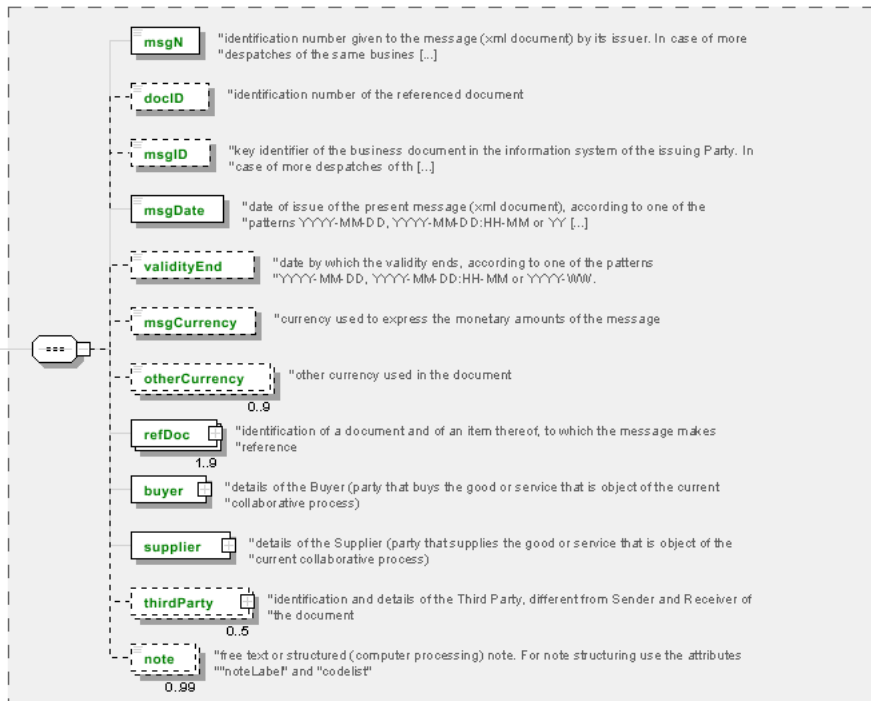 msgN
"identification number given to the message (xml document) by its issuer. In case of more
"despatches of the same busines [...]
docID
"identification number of the referenced document
msgID
"key identifier of the business document in the information system of the issuing Party. In
"case of more despatches of th [...]
msgDate
"date of issue of the present message (xml document), according to one of the
"patterns YYYY-MM-DD, YYYY-MM-DD:HH-MM or YY [...]
validityEnd
"date by which the validity ends, according to one of the patterns
"YYYY-MM-DD, YYYY-MM-DD:HH-MM or YYYY-WW.
msgCurrency
"currency used to express the monetary amounts of the message
otherCurrency
"other currency used in the document
0..9
refDoc
"identification of a document and of an item thereof, to which the message makes
"reference
1..9
buyer
"details of the Buyer (party that buys the good or service that is object of the current
"collaborative process)
supplier
"details of the Supplier (party that supplies the good or service that is object of the
"current collaborative process)
thirdParty
"identification and details of the Third Party, different from Sender and Receiver of
"the document
0..5
note
"free text or structured (computer processing) note. For note structuring use the attributes
""noteLabel" and "codelist"
0..99